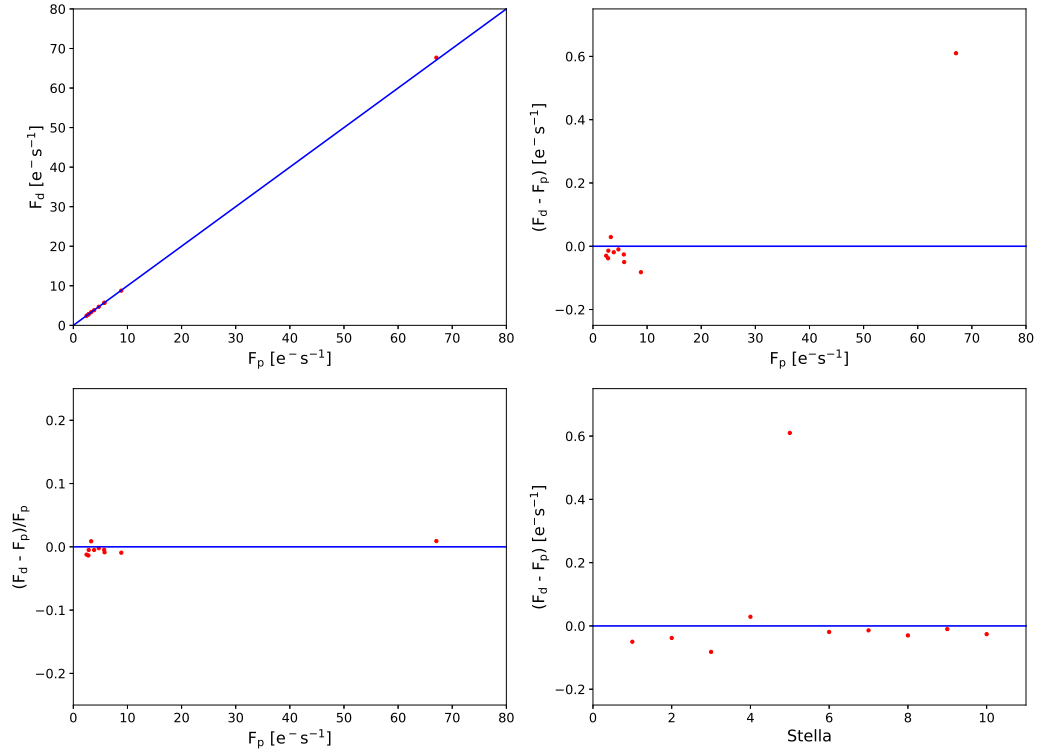 80
70
60
50
40
30
20
10
0
F_d [e⁻ s⁻¹]
0 10 20 30 40 50 60 70 80
F_p [e⁻ s⁻¹]
0.6
0.4
0.2
0.0
−0.2
(F_d - F_p) [e⁻ s⁻¹]
0 10 20 30 40 50 60 70 80
F_p [e⁻ s⁻¹]
0.2
0.1
0.0
−0.1
−0.2
(F_d - F_p)/F_p
0 10 20 30 40 50 60 70 80
F_p [e⁻ s⁻¹]
0.6
0.4
0.2
0.0
−0.2
(F_d - F_p) [e⁻ s⁻¹]
0 2 4 6 8 10
Stella